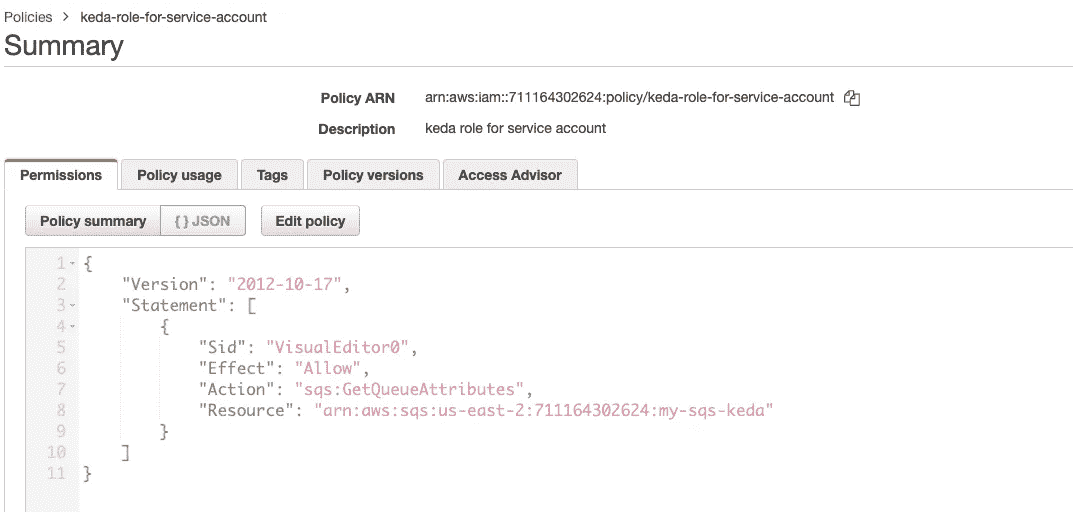 Policies > keda-role-for-service-account
Summary
Policy ARN arn:aws:iam::711164302624:policy/keda-role-for-service-account
Description keda role for service account
Permissions Policy usage Tags Policy versions Access Advisor
Policy summary { } JSON Edit policy
1 {
2 "Version": "2012-10-17",
3 "Statement": [
4 {
5 "Sid": "VisualEditor0",
6 "Effect": "Allow",
7 "Action": "sqs:GetQueueAttributes",
8 "Resource": "arn:aws:sqs:us-east-2:711164302624:my-sqs-keda"
9 }
10 ]
11 }